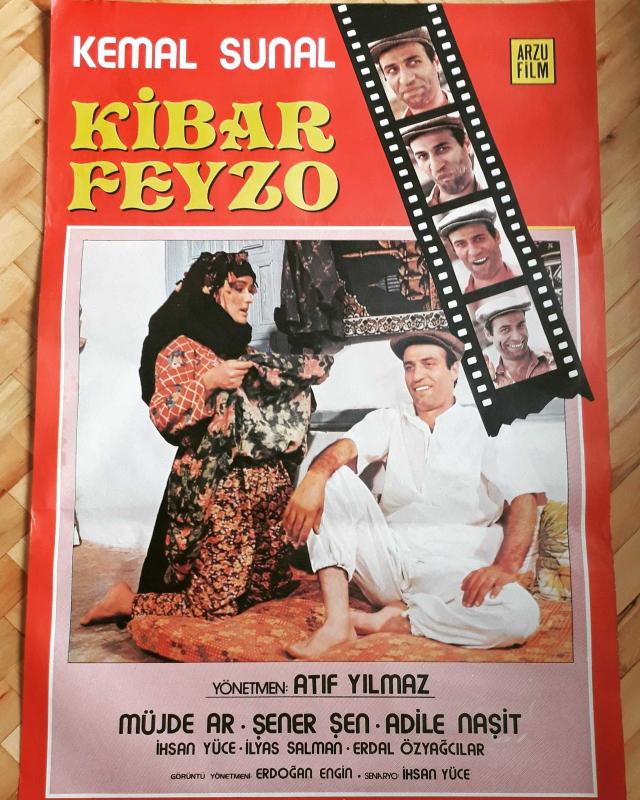 KEMAL SUNAL
ARZU
FİLM
KİBAR
FEYZO
YÖNETMEN: ATIF YILMAZ
MÜJDE AR · ŞENER ŞEN · ADİLE NAŞİT
İHSAN YÜCE · İLYAS SALMAN · ERDAL ÖZYAĞCILAR
GÖRÜNTÜ YÖNETMENİ: ERDOĞAN ENGİN · SENARYO: İHSAN YÜCE